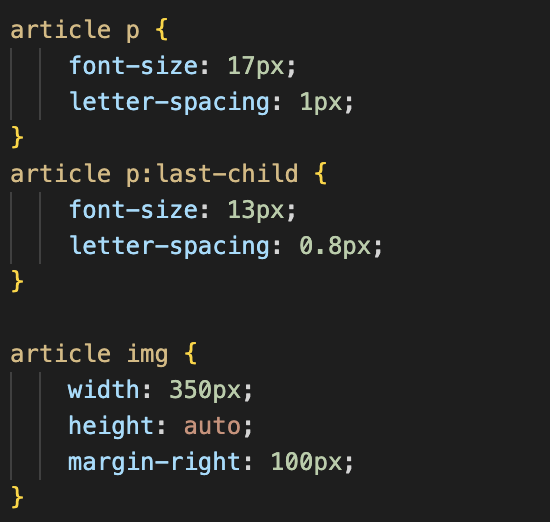 article p {
    font-size: 17px;
    letter-spacing: 1px;
}
article p:last-child {
    font-size: 13px;
    letter-spacing: 0.8px;
}

article img {
    width: 350px;
    height: auto;
    margin-right: 100px;
}